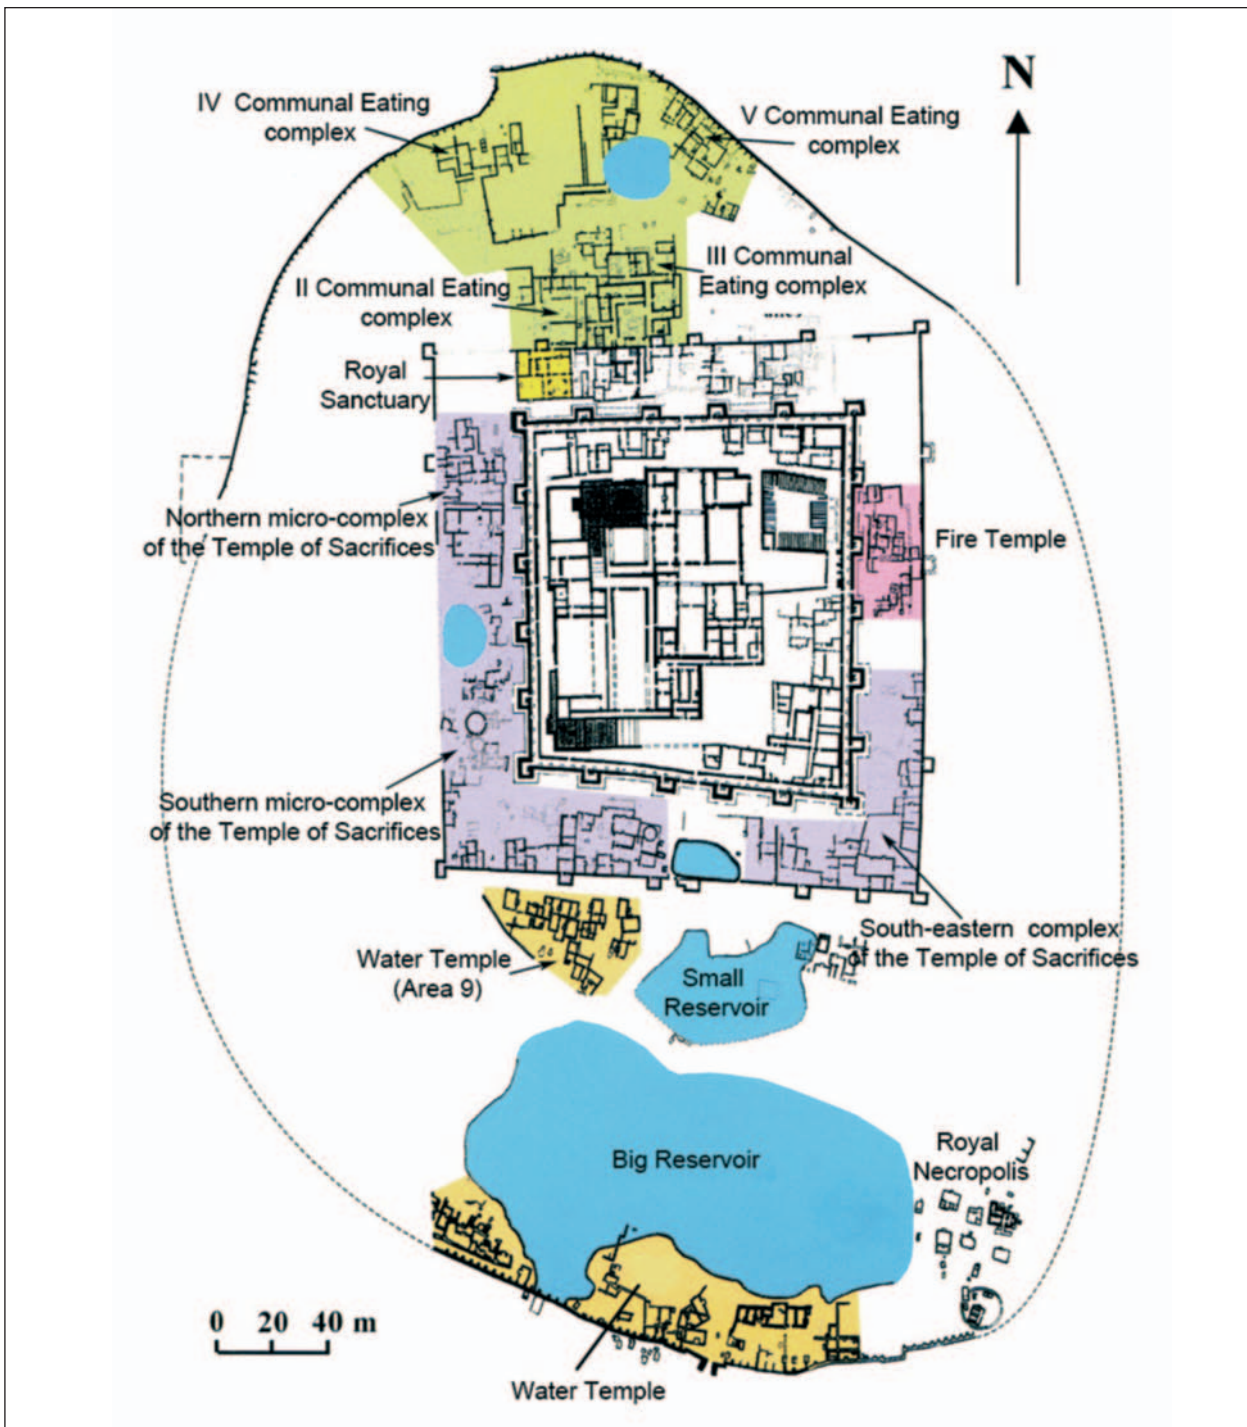 N
IV Communal Eating
complex
V Communal Eating
complex
III Communal
Eating complex
II Communal Eating
complex
Royal
Sanctuary
Northern micro-complex
of the Temple of Sacrifices
Fire Temple
Southern micro-complex
of the Temple of Sacrifices
South-eastern complex
of the Temple of Sacrifices
Water Temple
(Area 9)
Small
Reservoir
Big Reservoir
Royal
Necropolis
0 20 40 m
Water Temple